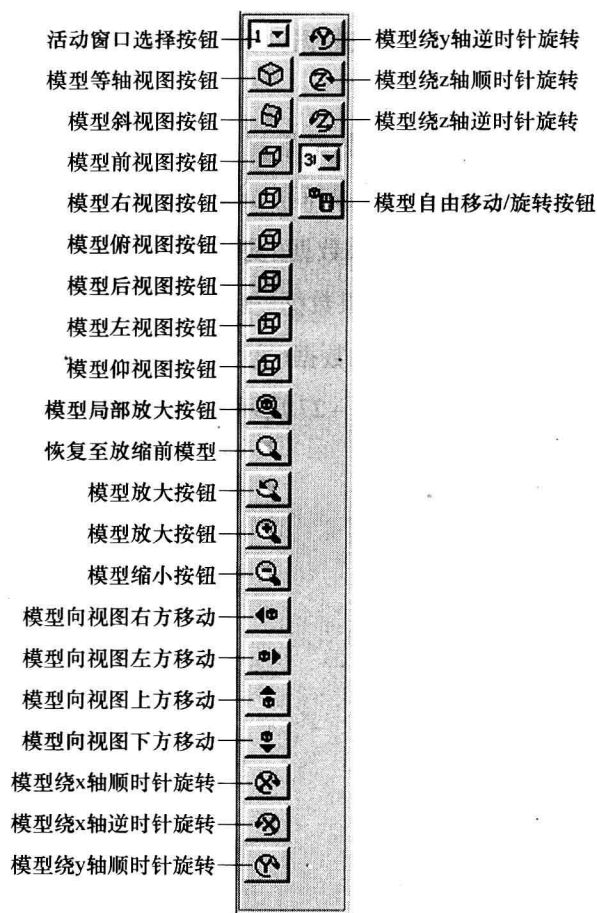 活动窗口选择按钮
模型等轴视图按钮
模型斜视图按钮
模型前视图按钮
模型右视图按钮
模型俯视图按钮
模型后视图按钮
模型左视图按钮
模型仰视图按钮
模型局部放大按钮
恢复至放缩前模型
模型放大按钮
模型放大按钮
模型缩小按钮
模型向视图右方移动
模型向视图左方移动
模型向视图上方移动
模型向视图下方移动
模型绕x轴顺时针旋转
模型绕x轴逆时针旋转
模型绕y轴顺时针旋转
1
X
X
Y
模型绕y轴逆时针旋转
模型绕z轴顺时针旋转
模型绕z轴逆时针旋转
模型自由移动/旋转按钮
Y
Z
Z
3